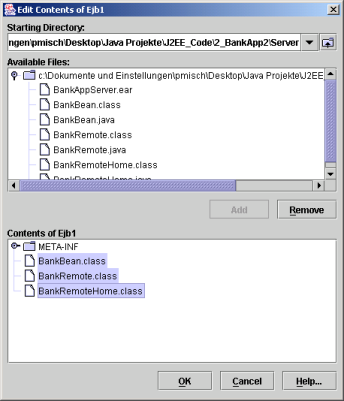 Edit Contents of Ejb1
Starting Directory:
ngen\pmisch\Desktop\Java Projekte\J2EE_Code\2_BankApp2\Server
Available Files:
c:\Dokumente und Einstellungen\pmisch\Desktop\Java Projekte\J2EE
BankAppServer.ear
BankBean.class
BankBean.java
BankRemote.class
BankRemote.java
BankRemoteHome.class
BankRemoteHome.java
Add Remove
Contents of Ejb1
META-INF
BankBean.class
BankRemote.class
BankRemoteHome.class
OK Cancel Help...